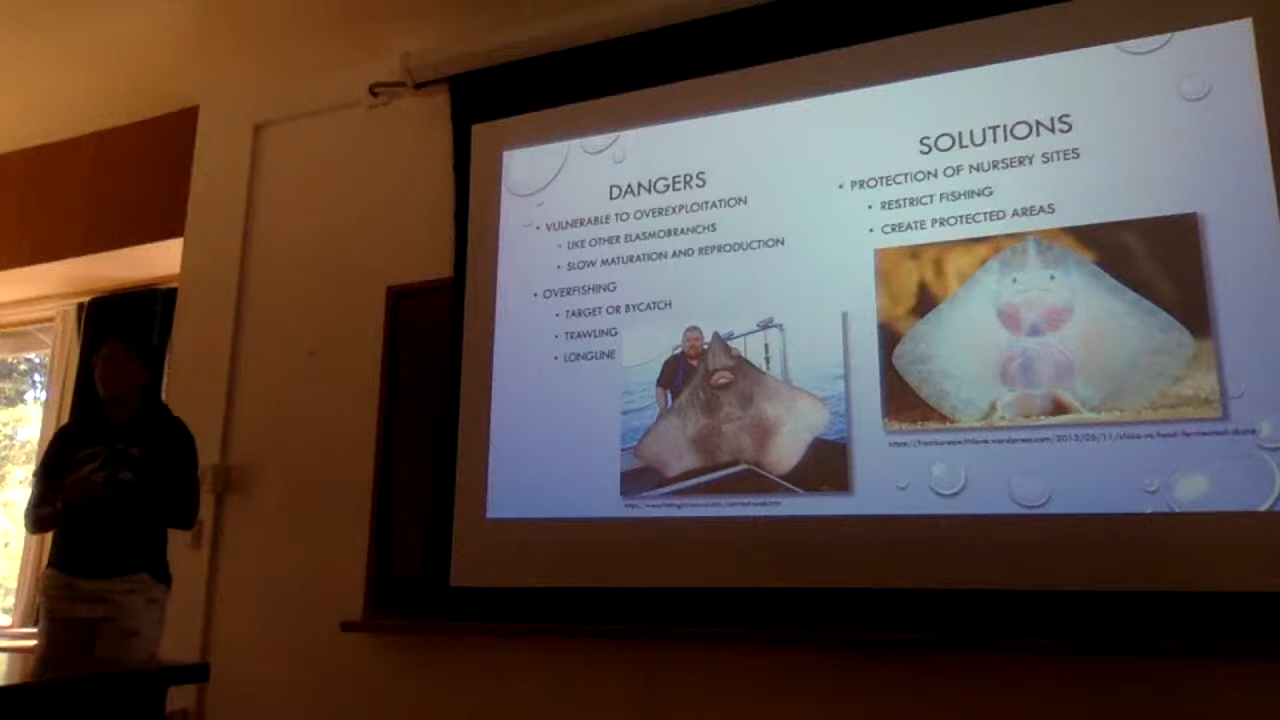 DANGERS
• VULNERABLE TO OVEREXPLOITATION
• LIKE OTHER ELASMOBRANCHS
• SLOW MATURATION AND REPRODUCTION
• OVERFISHING
• TARGET OR BYCATCH
• TRAWLING
• LONGLINE
SOLUTIONS
• PROTECTION OF NURSERY SITES
• RESTRICT FISHING
• CREATE PROTECTED AREAS